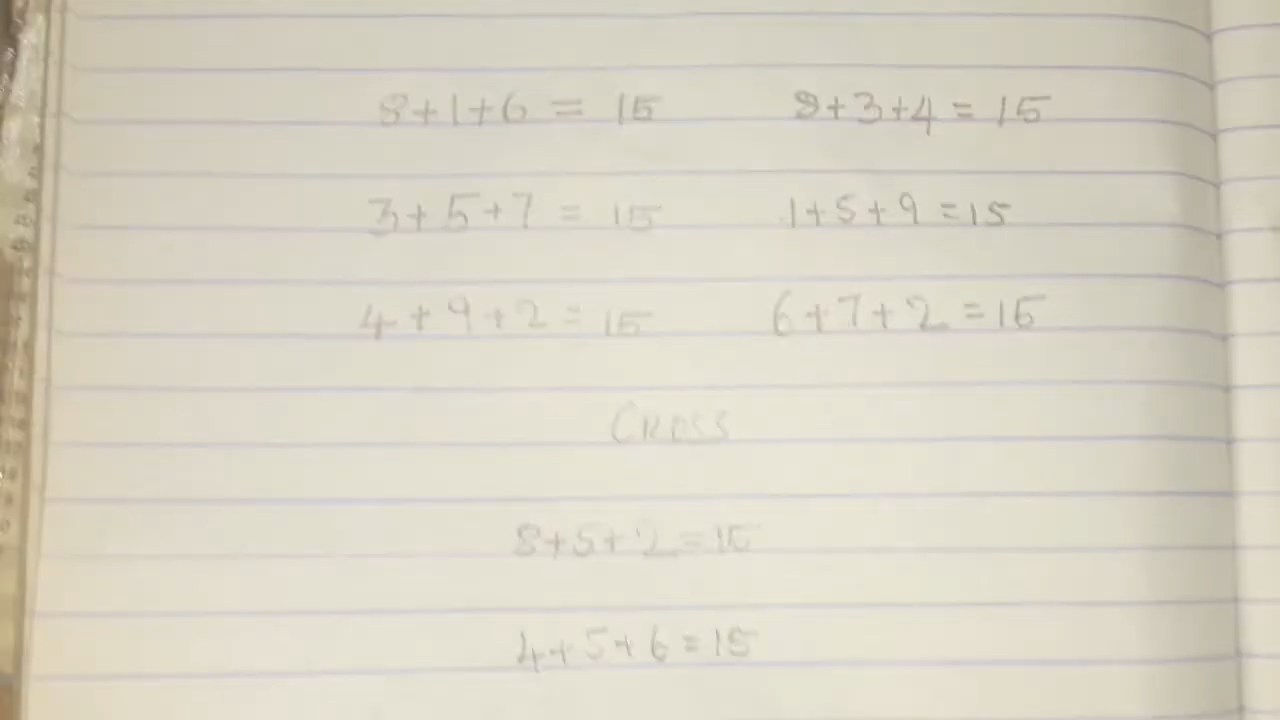 8+1+6 = 15 8+3+4 = 15
3+5+7 = 15 1+5+9 =15
4+9+2 = 15 6+7+2 =15
CROSS
8+5+2=15
4+5+6=15